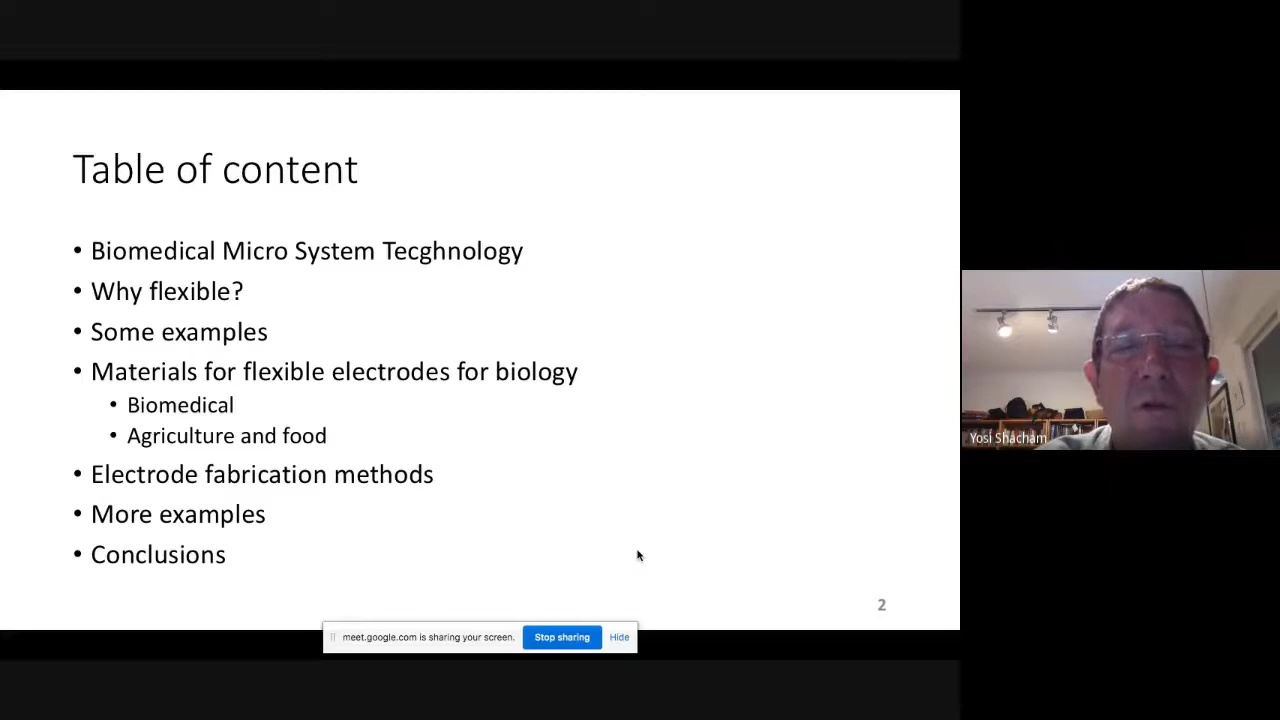 Table of content
• Biomedical Micro System Tecghnology
• Why flexible?
• Some examples
• Materials for flexible electrodes for biology
• Biomedical
• Agriculture and food
• Electrode fabrication methods
• More examples
• Conclusions
2
meet.google.com is sharing your screen. Stop sharing Hide
Yosi Shacham